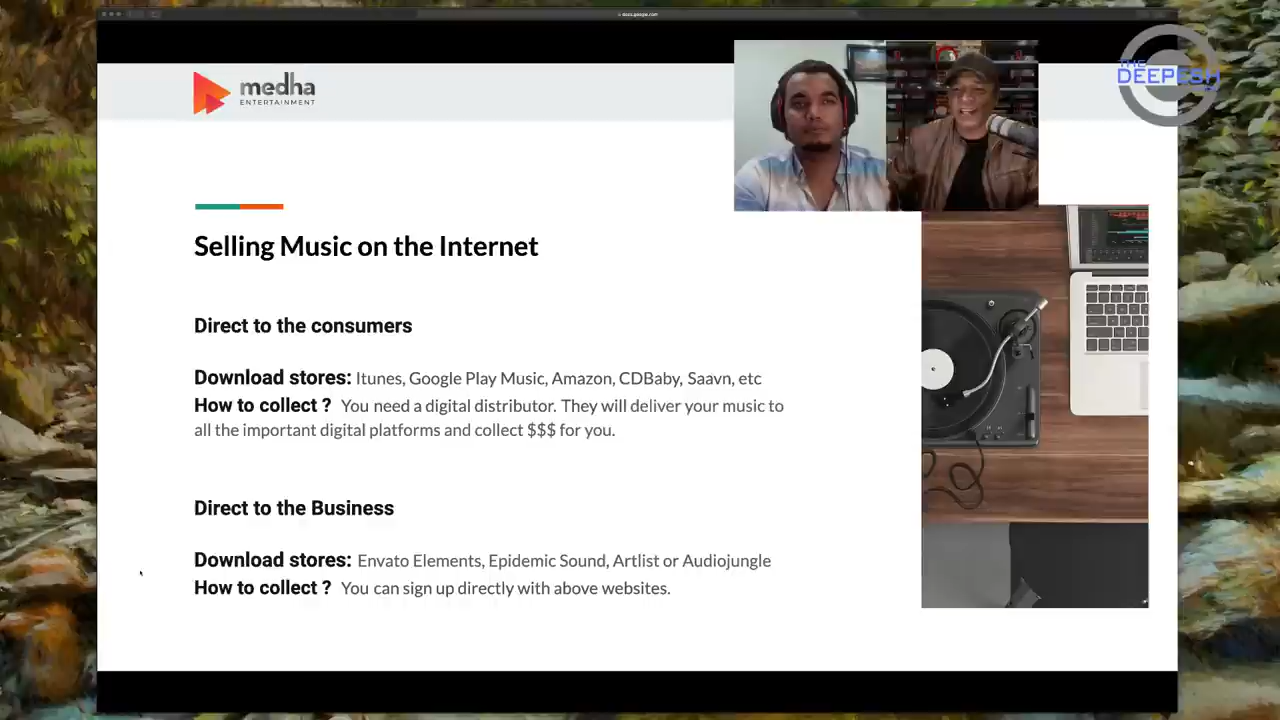 docs.google.com
medha
ENTERTAINMENT
THE
DEEPESH
Selling Music on the Internet
Direct to the consumers
Download stores: Itunes, Google Play Music, Amazon, CDBaby, Saavn, etc
How to collect ? You need a digital distributor. They will deliver your music to
all the important digital platforms and collect $$$ for you.
Direct to the Business
Download stores: Envato Elements, Epidemic Sound, Artlist or Audiojungle
How to collect ? You can sign up directly with above websites.